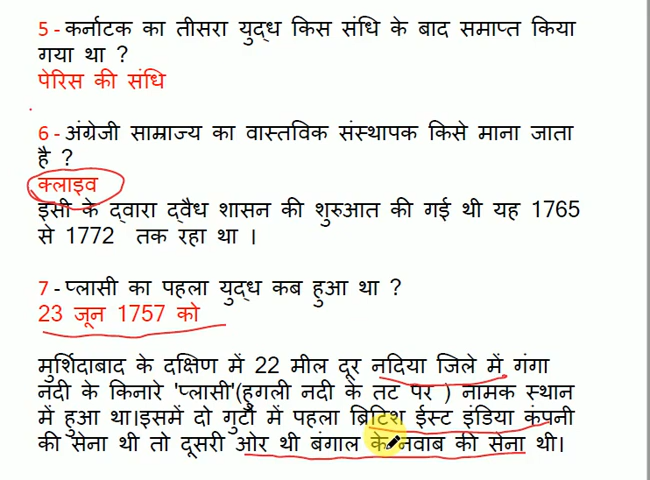 5 - कर्नाटक का तीसरा युद्ध किस संधि के बाद समाप्त किया
गया था ?
पेरिस की संधि
6 - अंग्रेजी साम्राज्य का वास्तविक संस्थापक किसे माना जाता
है ?
क्लाइव
इसी के द्वारा द्वैध शासन की शुरुआत की गई थी यह 1765
से 1772 तक रहा था ।
7 - प्लासी का पहला युद्ध कब हुआ था ?
23 जून 1757 को
मुर्शिदाबाद के दक्षिण में 22 मील दूर नदिया जिले में गंगा
नदी के किनारे 'प्लासी'(हुगली नदी के तट पर ) नामक स्थान
में हुआ था।इसमें दो गुटों में पहला ब्रिटिश ईस्ट इंडिया कंपनी
की सेना थी तो दूसरी ओर थी बंगाल के नवाब की सेना थी।